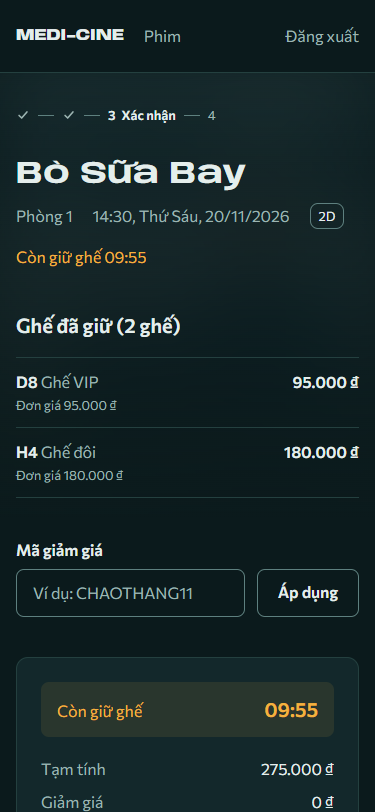 MEDI-CINE Phim Đăng xuất
3 Xác nhận 4
Bò Sữa Bay
Phòng 1 14:30, Thứ Sáu, 20/11/2026 2D
Còn giữ ghế 09:55
Ghế đã giữ (2 ghế)
D8 Ghế VIP 95.000 ₫
Đơn giá 95.000 ₫
H4 Ghế đôi 180.000 ₫
Đơn giá 180.000 ₫
Mã giảm giá
Ví dụ: CHAOTHANG11 Áp dụng
Còn giữ ghế 09:55
Tạm tính 275.000 ₫
Giảm giá 0 ₫